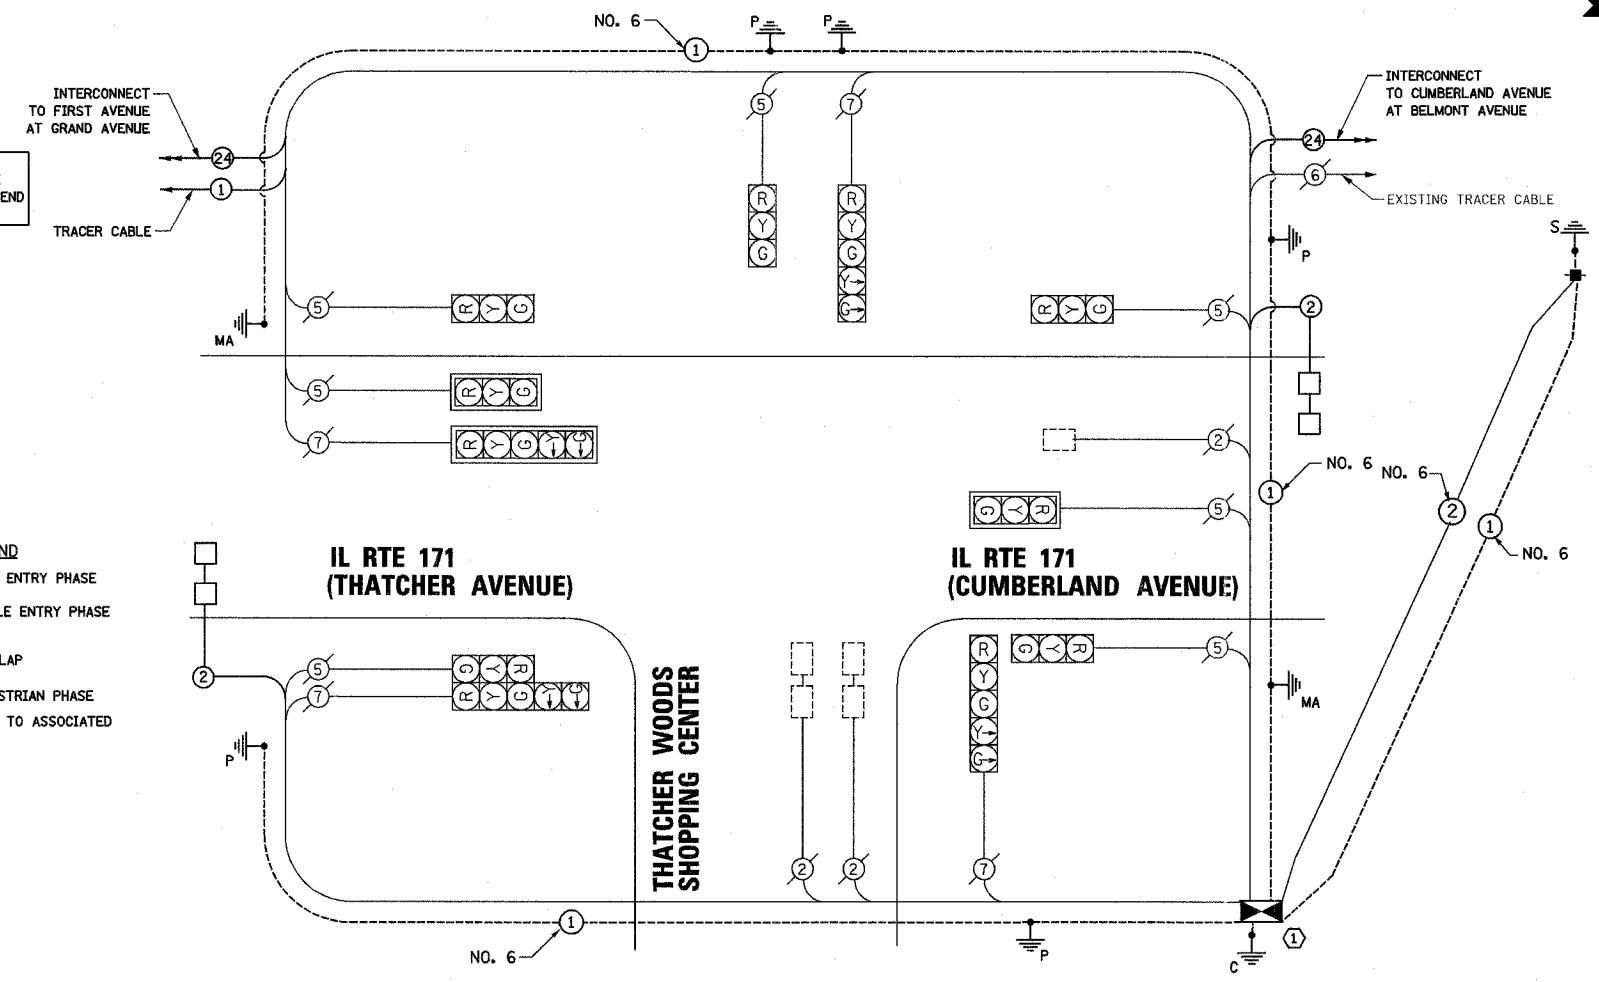 NO. 6
1
P
P
INTERCONNECT
TO FIRST AVENUE
AT GRAND AVENUE
24
1
TRACER CABLE
END
INTERCONNECT
TO CUMBERLAND AVENUE
AT BELMONT AVENUE
24
6
EXISTING TRACER CABLE
5
7
R
Y
G
R
Y
G
Y
G
P
S
MA
5
R Y G
R Y G
5
2
5
R Y G
7
R Y G Y G
2
G Y R
5
NO. 6
1
NO. 6
2
1
NO. 6
ND
ENTRY PHASE
LE ENTRY PHASE
LAP
STRIAN PHASE
TO ASSOCIATED
IL RTE 171
(THATCHER AVENUE)
IL RTE 171
(CUMBERLAND AVENUE)
2
5
G Y R
7
R Y G Y G
P
THATCHER WOODS
SHOPPING CENTER
R
Y
G
Y
G
G Y R
5
MA
2
2
7
1
NO. 6
P
C
1